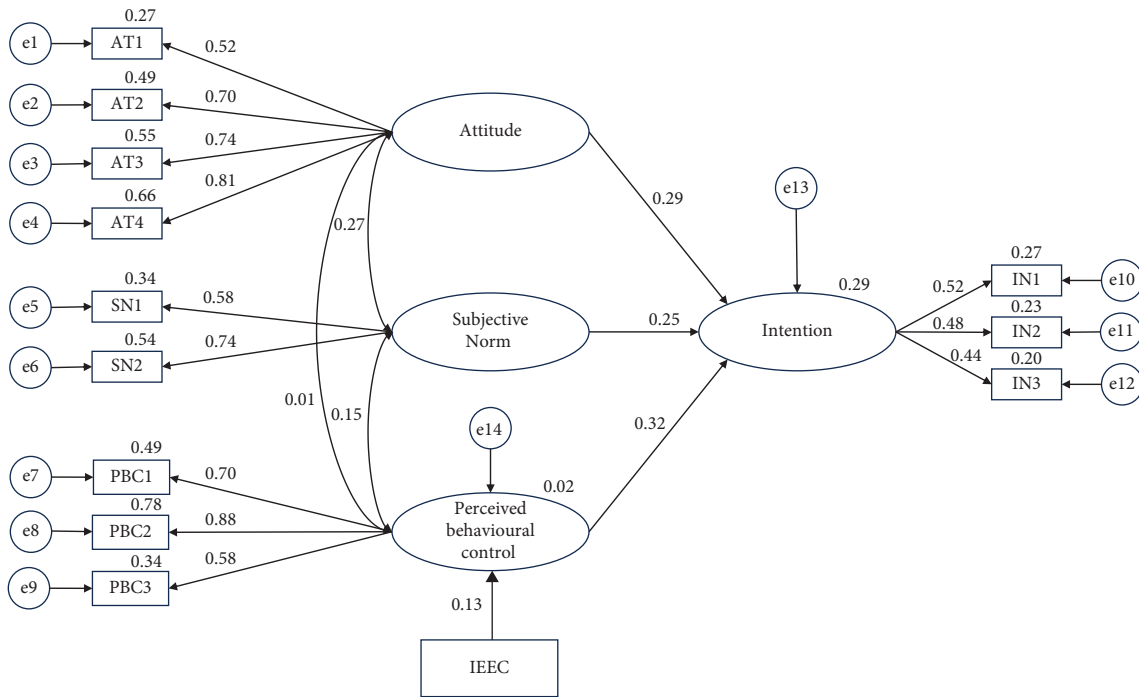 0.27
e1
AT1
0.52
0.49
e2
AT2
0.70
0.55
e3
AT3
0.74
0.66
e4
AT4
0.81
Attitude
0.29
0.27
e13
0.34
e5
SN1
0.58
0.54
e6
SN2
0.74
Subjective
Norm
0.25
0.29
Intention
0.27
0.52
IN1
e10
0.23
0.48
IN2
e11
0.44
0.20
IN3
e12
0.01
0.15
e14
0.32
0.49
e7
PBC1
0.70
0.78
e8
PBC2
0.88
0.34
e9
PBC3
0.58
0.02
Perceived
behavioural
control
0.13
IEEC